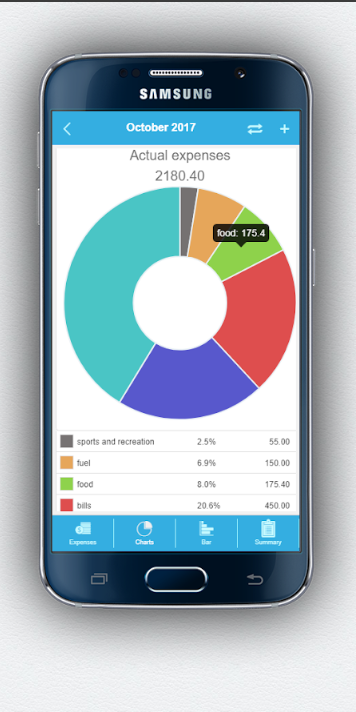 SAMSUNG
October 2017
Actual expenses
2180.40
food: 175.4
sports and recreation 2.5% 55.00
fuel 6.9% 150.00
food 8.0% 175.40
bills 20.6% 450.00
Expenses Charts Bar Summary